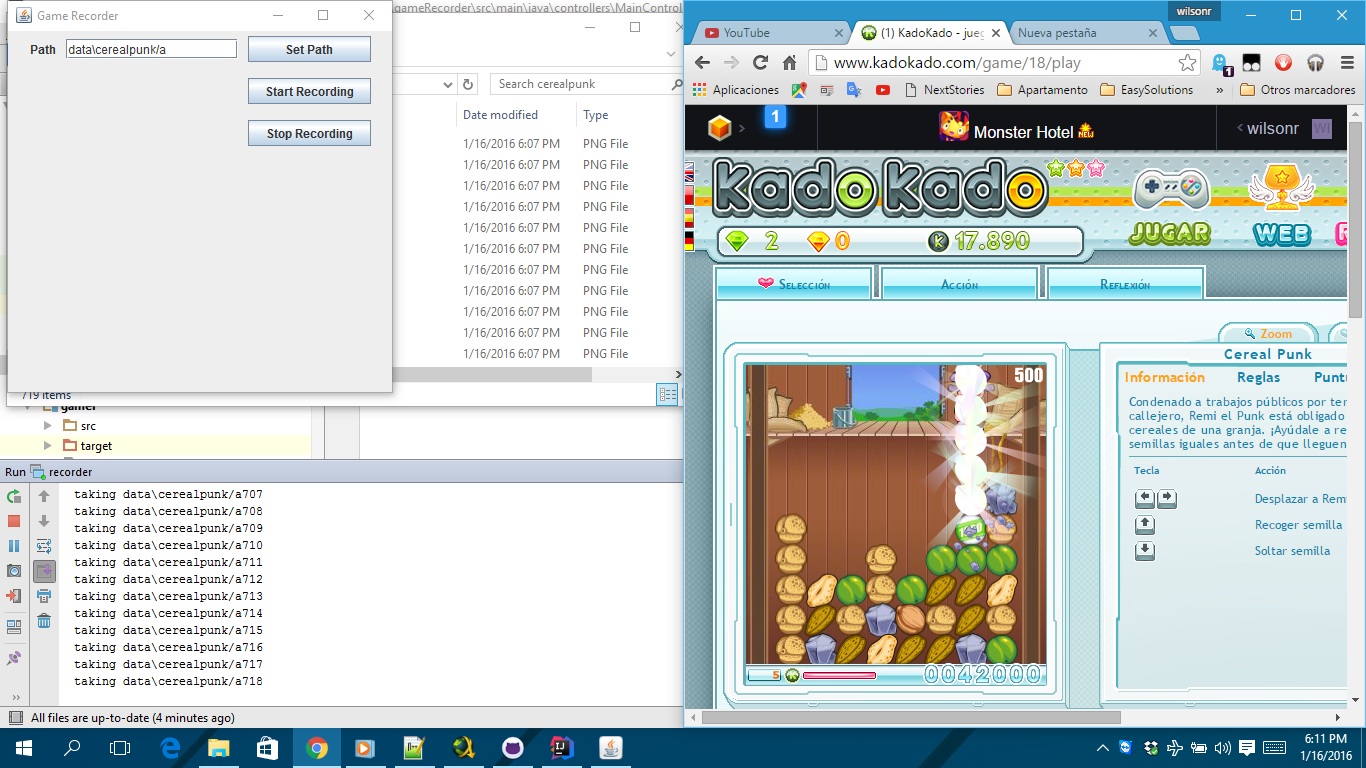 Game Recorder
Path data\cerealpunk/a Set Path
Start Recording
Stop Recording
gameRecorder\src\main\java\controllers\MainControl
Search cerealpunk
Date modified Type
1/16/2016 6:07 PM PNG File
1/16/2016 6:07 PM PNG File
1/16/2016 6:07 PM PNG File
1/16/2016 6:07 PM PNG File
1/16/2016 6:07 PM PNG File
1/16/2016 6:07 PM PNG File
1/16/2016 6:07 PM PNG File
1/16/2016 6:07 PM PNG File
1/16/2016 6:07 PM PNG File
1/16/2016 6:07 PM PNG File
1/16/2016 6:07 PM PNG File
719 items
src
target
Run recorder
taking data\cerealpunk/a707
taking data\cerealpunk/a708
taking data\cerealpunk/a709
taking data\cerealpunk/a710
taking data\cerealpunk/a711
taking data\cerealpunk/a712
taking data\cerealpunk/a713
taking data\cerealpunk/a714
taking data\cerealpunk/a715
taking data\cerealpunk/a716
taking data\cerealpunk/a717
taking data\cerealpunk/a718
All files are up-to-date (4 minutes ago)
wilsonr
YouTube KadoKado - jueg Nueva pestaña
www.kadokado.com/game/18/play
1
Aplicaciones NextStories Apartamento EasySolutions » Otros marcadores
1 Monster Hotel NEW wilsonr WI
KadoKado
2 0 K 17.890
JUGAR WEB
Selección Acción Reflexión
Zoom
Cereal Punk
Información Reglas Puntu
Condenado a trabajos públicos por ter
callejero, Remi el Punk está obligado
cereales de una granja. ¡Ayúdale a re
semillas iguales antes de que lleguen
Tecla Acción
Desplazar a Rem
Recoger semilla
Soltar semilla
500
5 0042000
6:11 PM
1/16/2016